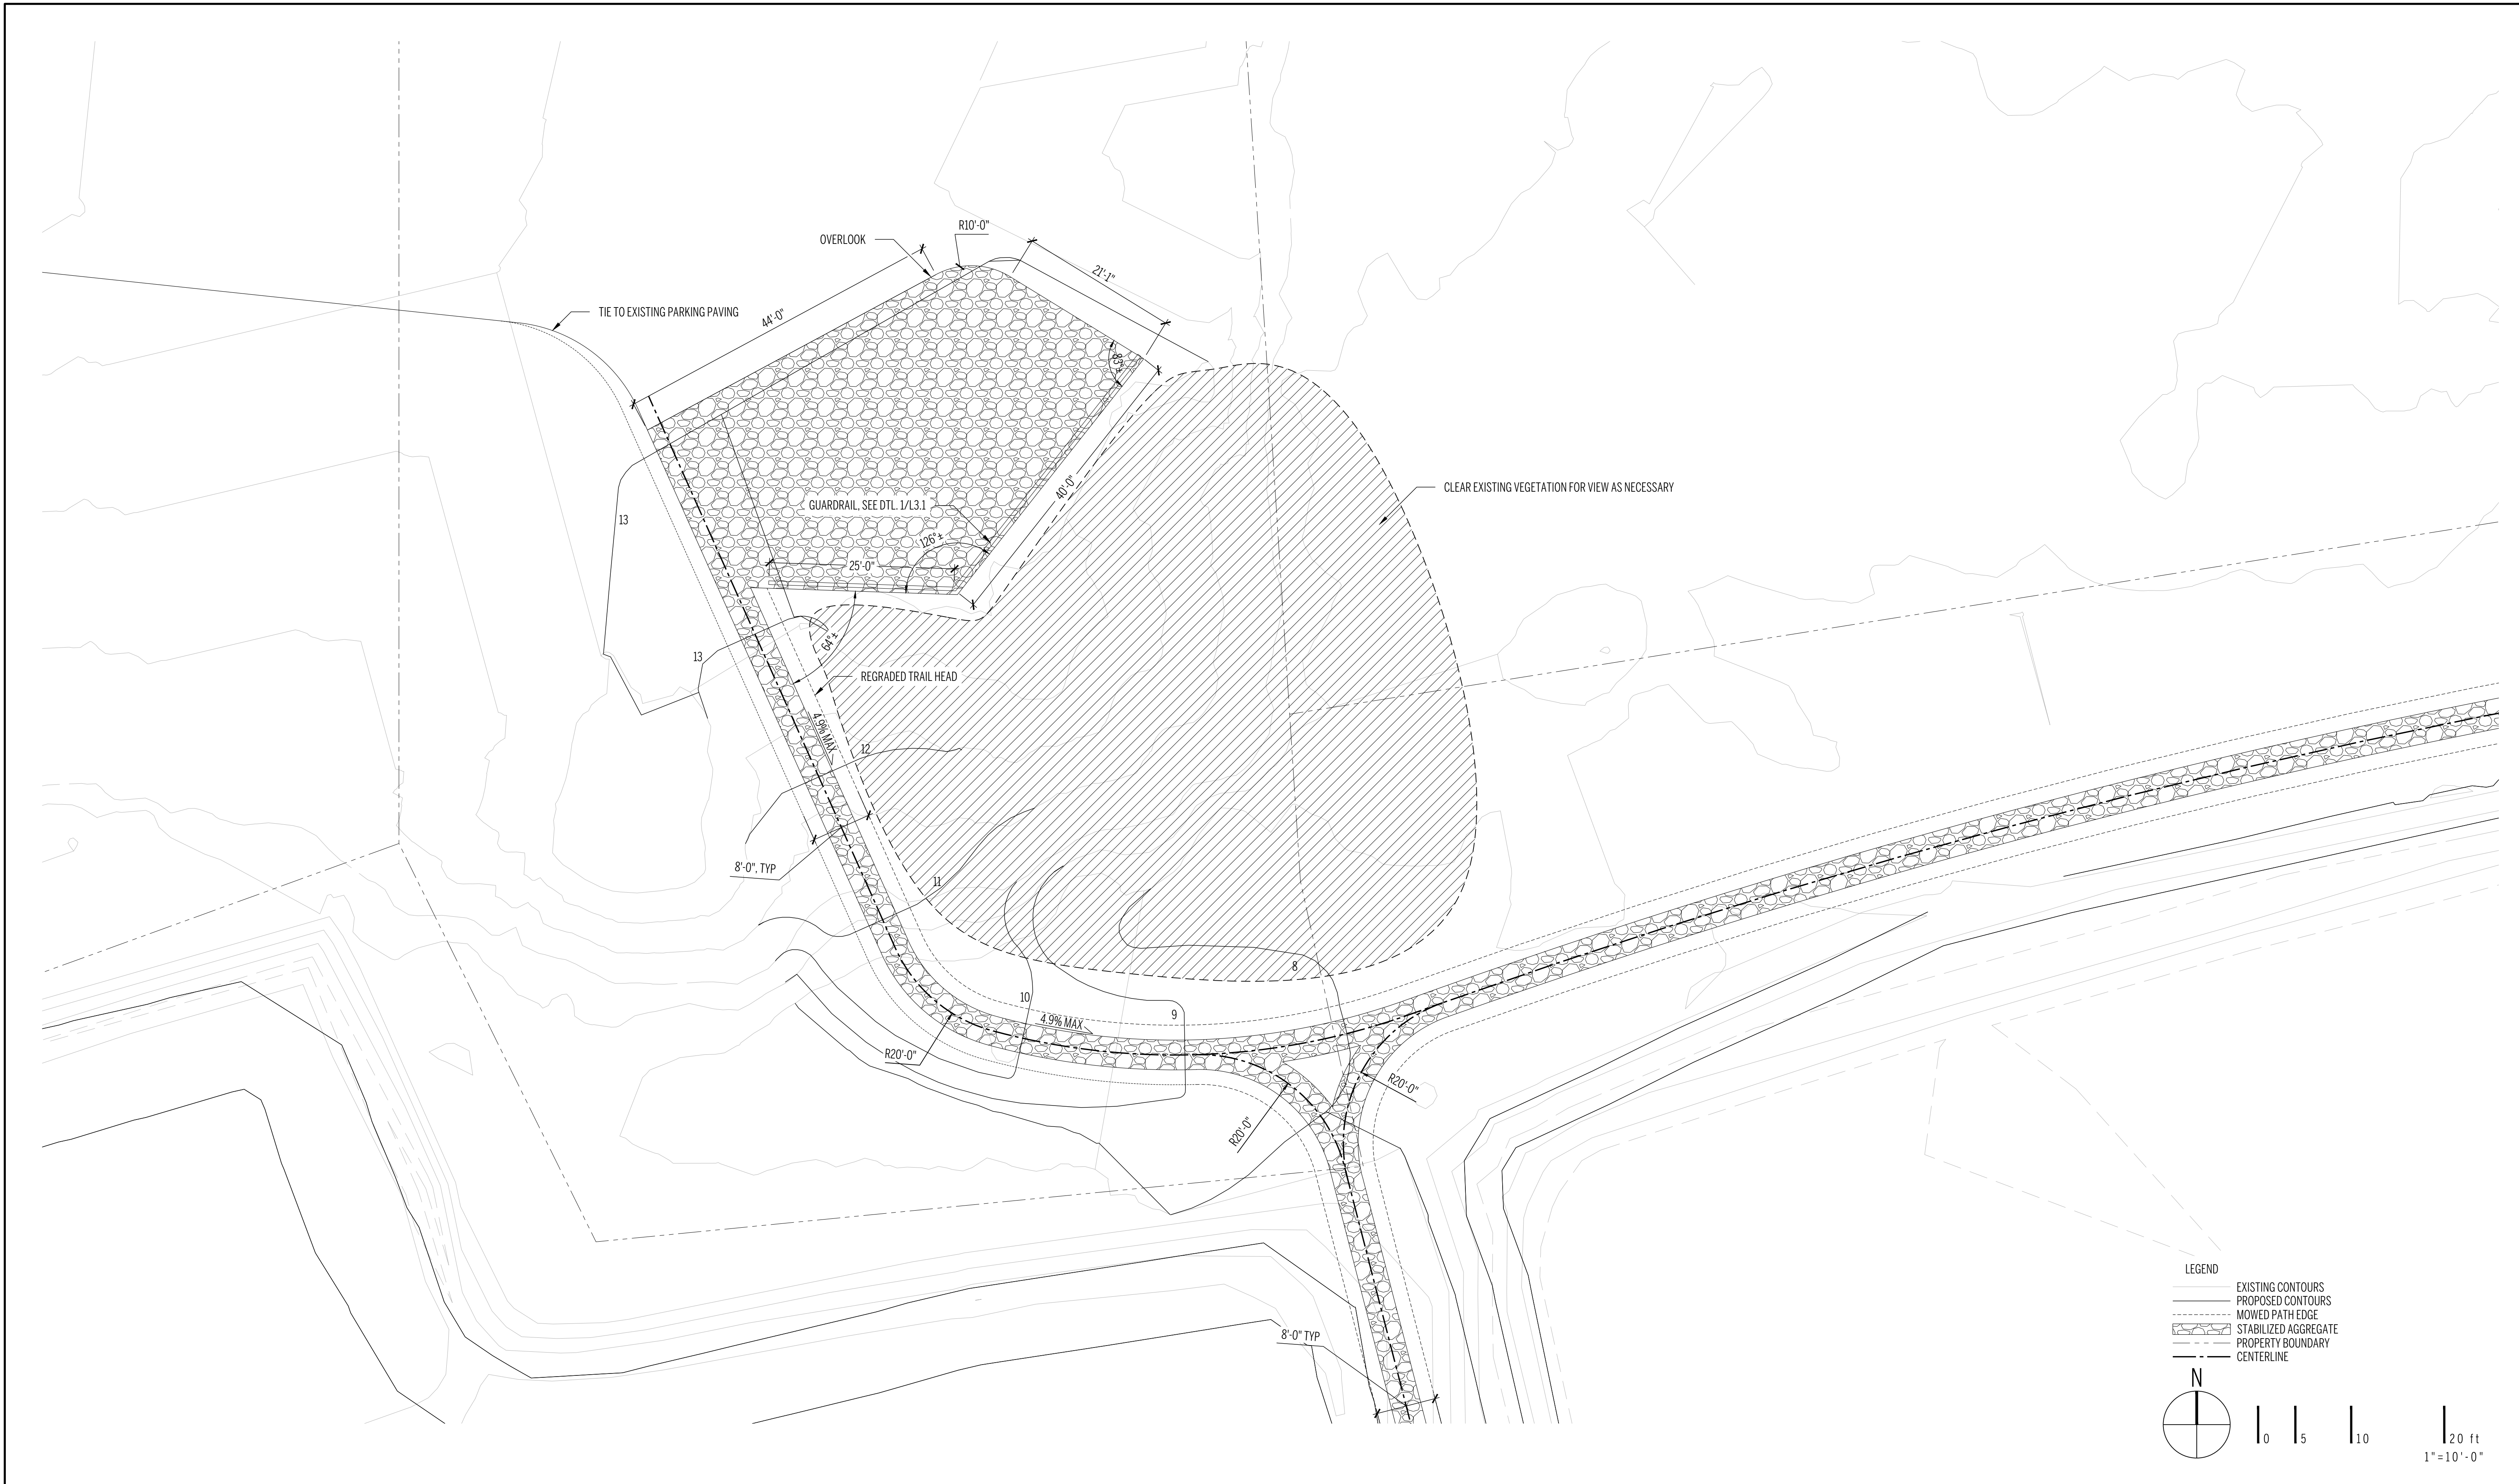 R10'-0"
OVERLOOK
21'-1"
TIE TO EXISTING PARKING PAVING
44'-0"
83°±
40'-0"
CLEAR EXISTING VEGETATION FOR VIEW AS NECESSARY
GUARDRAIL, SEE DTL. 1/L3.1
13
126°±
25'-0"
64°±
13
REGRADED TRAIL HEAD
4.9% MAX
12
8'-0", TYP
11
8
10
9
4.9% MAX
R20'-0"
R20'-0"
R20'-0"
8'-0" TYP
LEGEND
EXISTING CONTOURS
PROPOSED CONTOURS
MOWED PATH EDGE
STABILIZED AGGREGATE
PROPERTY BOUNDARY
CENTERLINE
N
0 5 10 20 ft
1"=10'-0"